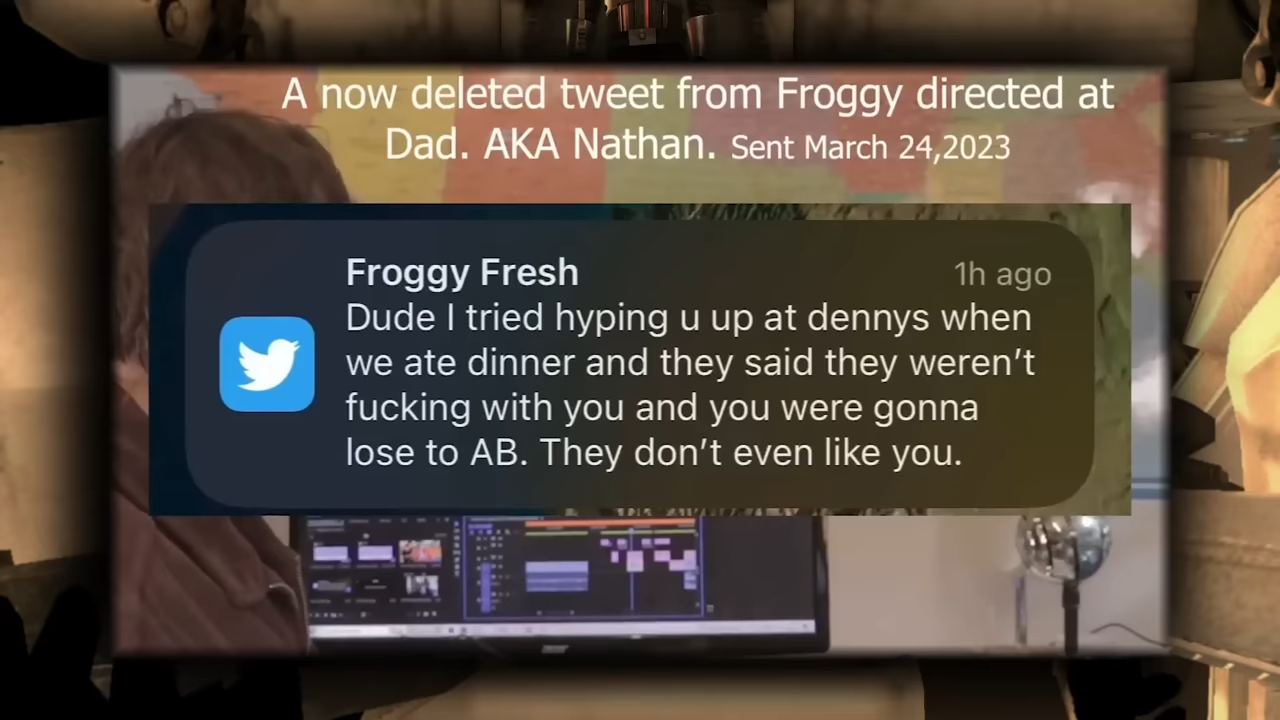 A now deleted tweet from Froggy directed at
Dad. AKA Nathan. Sent March 24,2023
Froggy Fresh
1h ago
Dude I tried hyping u up at dennys when
we ate dinner and they said they weren't
fucking with you and you were gonna
lose to AB. They don't even like you.